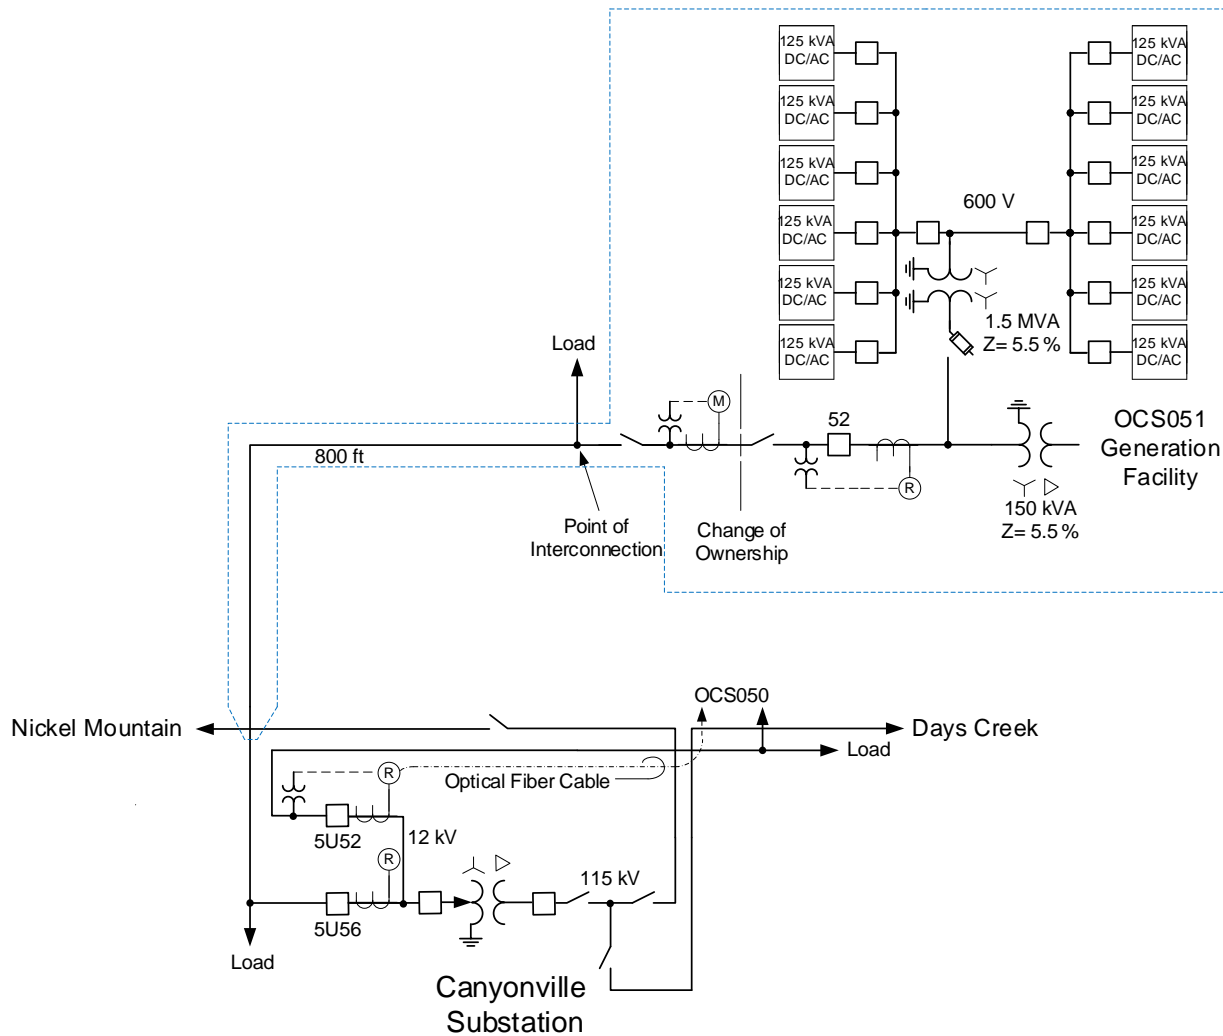 125 kVA
DC/AC
125 kVA
DC/AC
125 kVA
DC/AC
125 kVA
DC/AC
125 kVA
DC/AC
125 kVA
DC/AC
125 kVA
DC/AC
125 kVA
DC/AC
125 kVA
DC/AC
125 kVA
DC/AC
125 kVA
DC/AC
125 kVA
DC/AC
600 V
1.5 MVA
Z= 5.5 %
Load
M
52
R
800 ft
OCS051
Generation
Facility
150 kVA
Z= 5.5 %
Point of
Interconnection
Change of
Ownership
OCS050
Nickel Mountain
Days Creek
Load
R
Optical Fiber Cable
5U52
12 kV
R
115 kV
5U56
Load
Canyonville
Substation